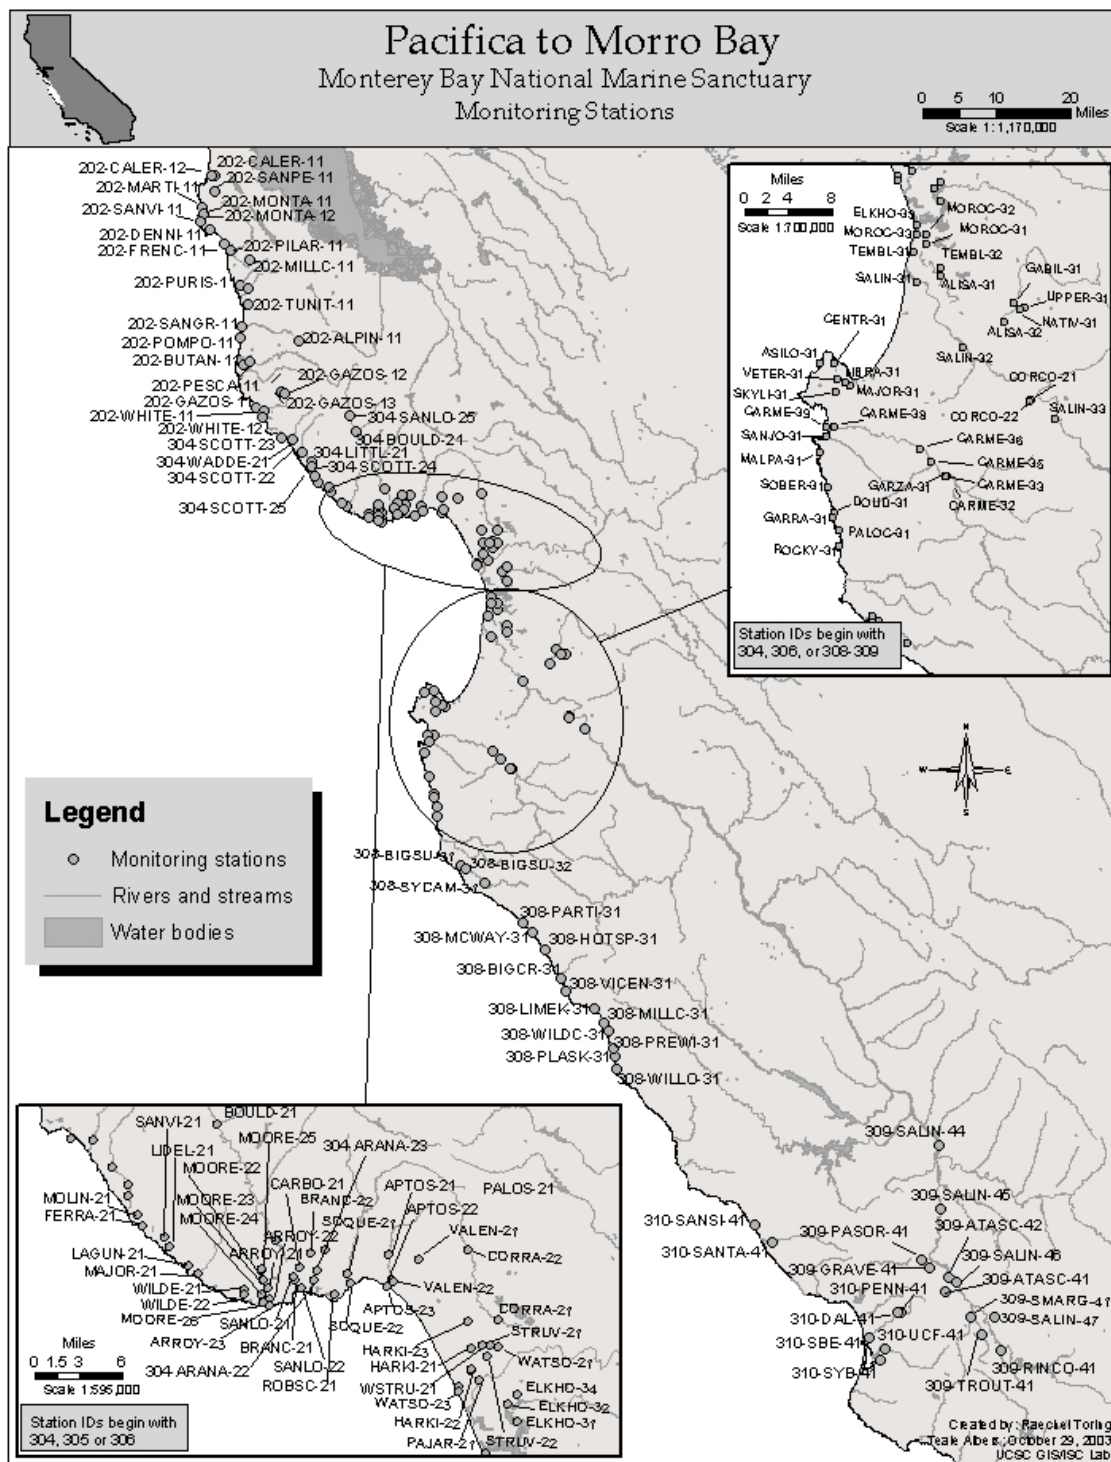 Pacifica to Morro Bay
Monterey Bay National Marine Sanctuary
Monitoring Stations
0 5 10 20
Miles
Scale 1:1,170,000
202-CALER-12
202-CALER-11
202-SANPE-11
202-MARTI-11
202-MONTA-11
202-SANVI-11
202-MONTA-12
202-DENNI-11
202-FRENC-11
202-PILAR-11
202-MILLC-11
202-PURIS-11
202-TUNIT-11
202-SANGR-11
202-POMPO-11
202-ALPIN-11
202-BUTAN-11
202-PESCA-11
202-GAZOS-12
202-GAZOS-11
202-GAZOS-13
202-WHITE-11
304-SANLO-25
202-WHITE-12
304-SCOTT-23
304-BOULD-21
304-WADDE-21
304-LITTL-21
304-SCOTT-22
304-SCOTT-24
304-SCOTT-25
Miles
0 2 4 8
Scale 1:700,000
ELKHO-33
MOROC-32
MOROC-33
MOROC-31
TEMBL-31
TEMBL-32
SALIN-31
ALISA-31
GABIL-31
UPPER-31
NATIV-31
ALISA-32
CENTR-31
SALIN-32
ASILO-31
VETER-31
MAJOR-31
SKYLI-31
CORCO-21
CORCO-22
SALIN-33
CARME-39
CARME-38
SANJO-31
CARME-36
MALPA-31
CARME-35
SOBER-31
GARZA-31
CARME-33
CARME-32
DOUD-31
GARRA-31
PALOC-31
ROCKY-31
Station IDs begin with
304, 306, or 308-309
N
W E
S
Legend
Monitoring stations
Rivers and streams
Water bodies
308-BIGSU-31
308-BIGSU-32
308-SYCAM-31
308-PARTI-31
308-MCWAY-31
308-HOTSP-31
308-BIGCR-31
308-VICEN-31
308-LIMEK-31
308-MILLC-31
308-WILDC-31
308-PREWI-31
308-PLASK-31
308-WILLO-31
309-SALIN-44
309-SALIN-45
310-SANSI-41
309-PASOR-41
309-ATASC-42
310-SANTA-41
309-SALIN-46
309-GRAVE-41
309-ATASC-41
310-PENN-41
309-SMARG-41
310-DAL-41
309-SALIN-47
310-SBE-41
310-UCF-41
310-SYB-41
309-RINCO-41
309-TROUT-41
BOULD-21
SANVI-21
MOORE-25
304-ARANA-23
LIDEL-21
MOORE-22
CARBO-21
APTOS-21
PALOS-21
MOLIN-21
MOORE-23
BRANC-22
APTOS-22
FERRA-21
MOORE-24
SOQUE-21
VALEN-21
ARROY-22
ARROY-21
CORRA-22
LAGUN-21
MAJOR-21
WILDE-21
VALEN-22
WILDE-22
MOORE-26
SANLO-21
APTOS-23
CORRA-21
ARROY-23
BRANC-21
SOQUE-22
STRUV-21
304-ARANA-22
SANLO-22
HARKI-23
HARKI-21
WATSO-21
ROBSC-21
WSTRU-21
WATSO-23
ELKHO-34
HARKI-22
ELKHO-32
ELKHO-31
PAJAR-21
STRUV-22
Miles
0 1.5 3 6
Scale 1:595,000
Station IDs begin with
304, 305 or 306
Created by: Raechel Toring
Teale Albers; October 29, 2003
UCSC GIS/ISC Lab